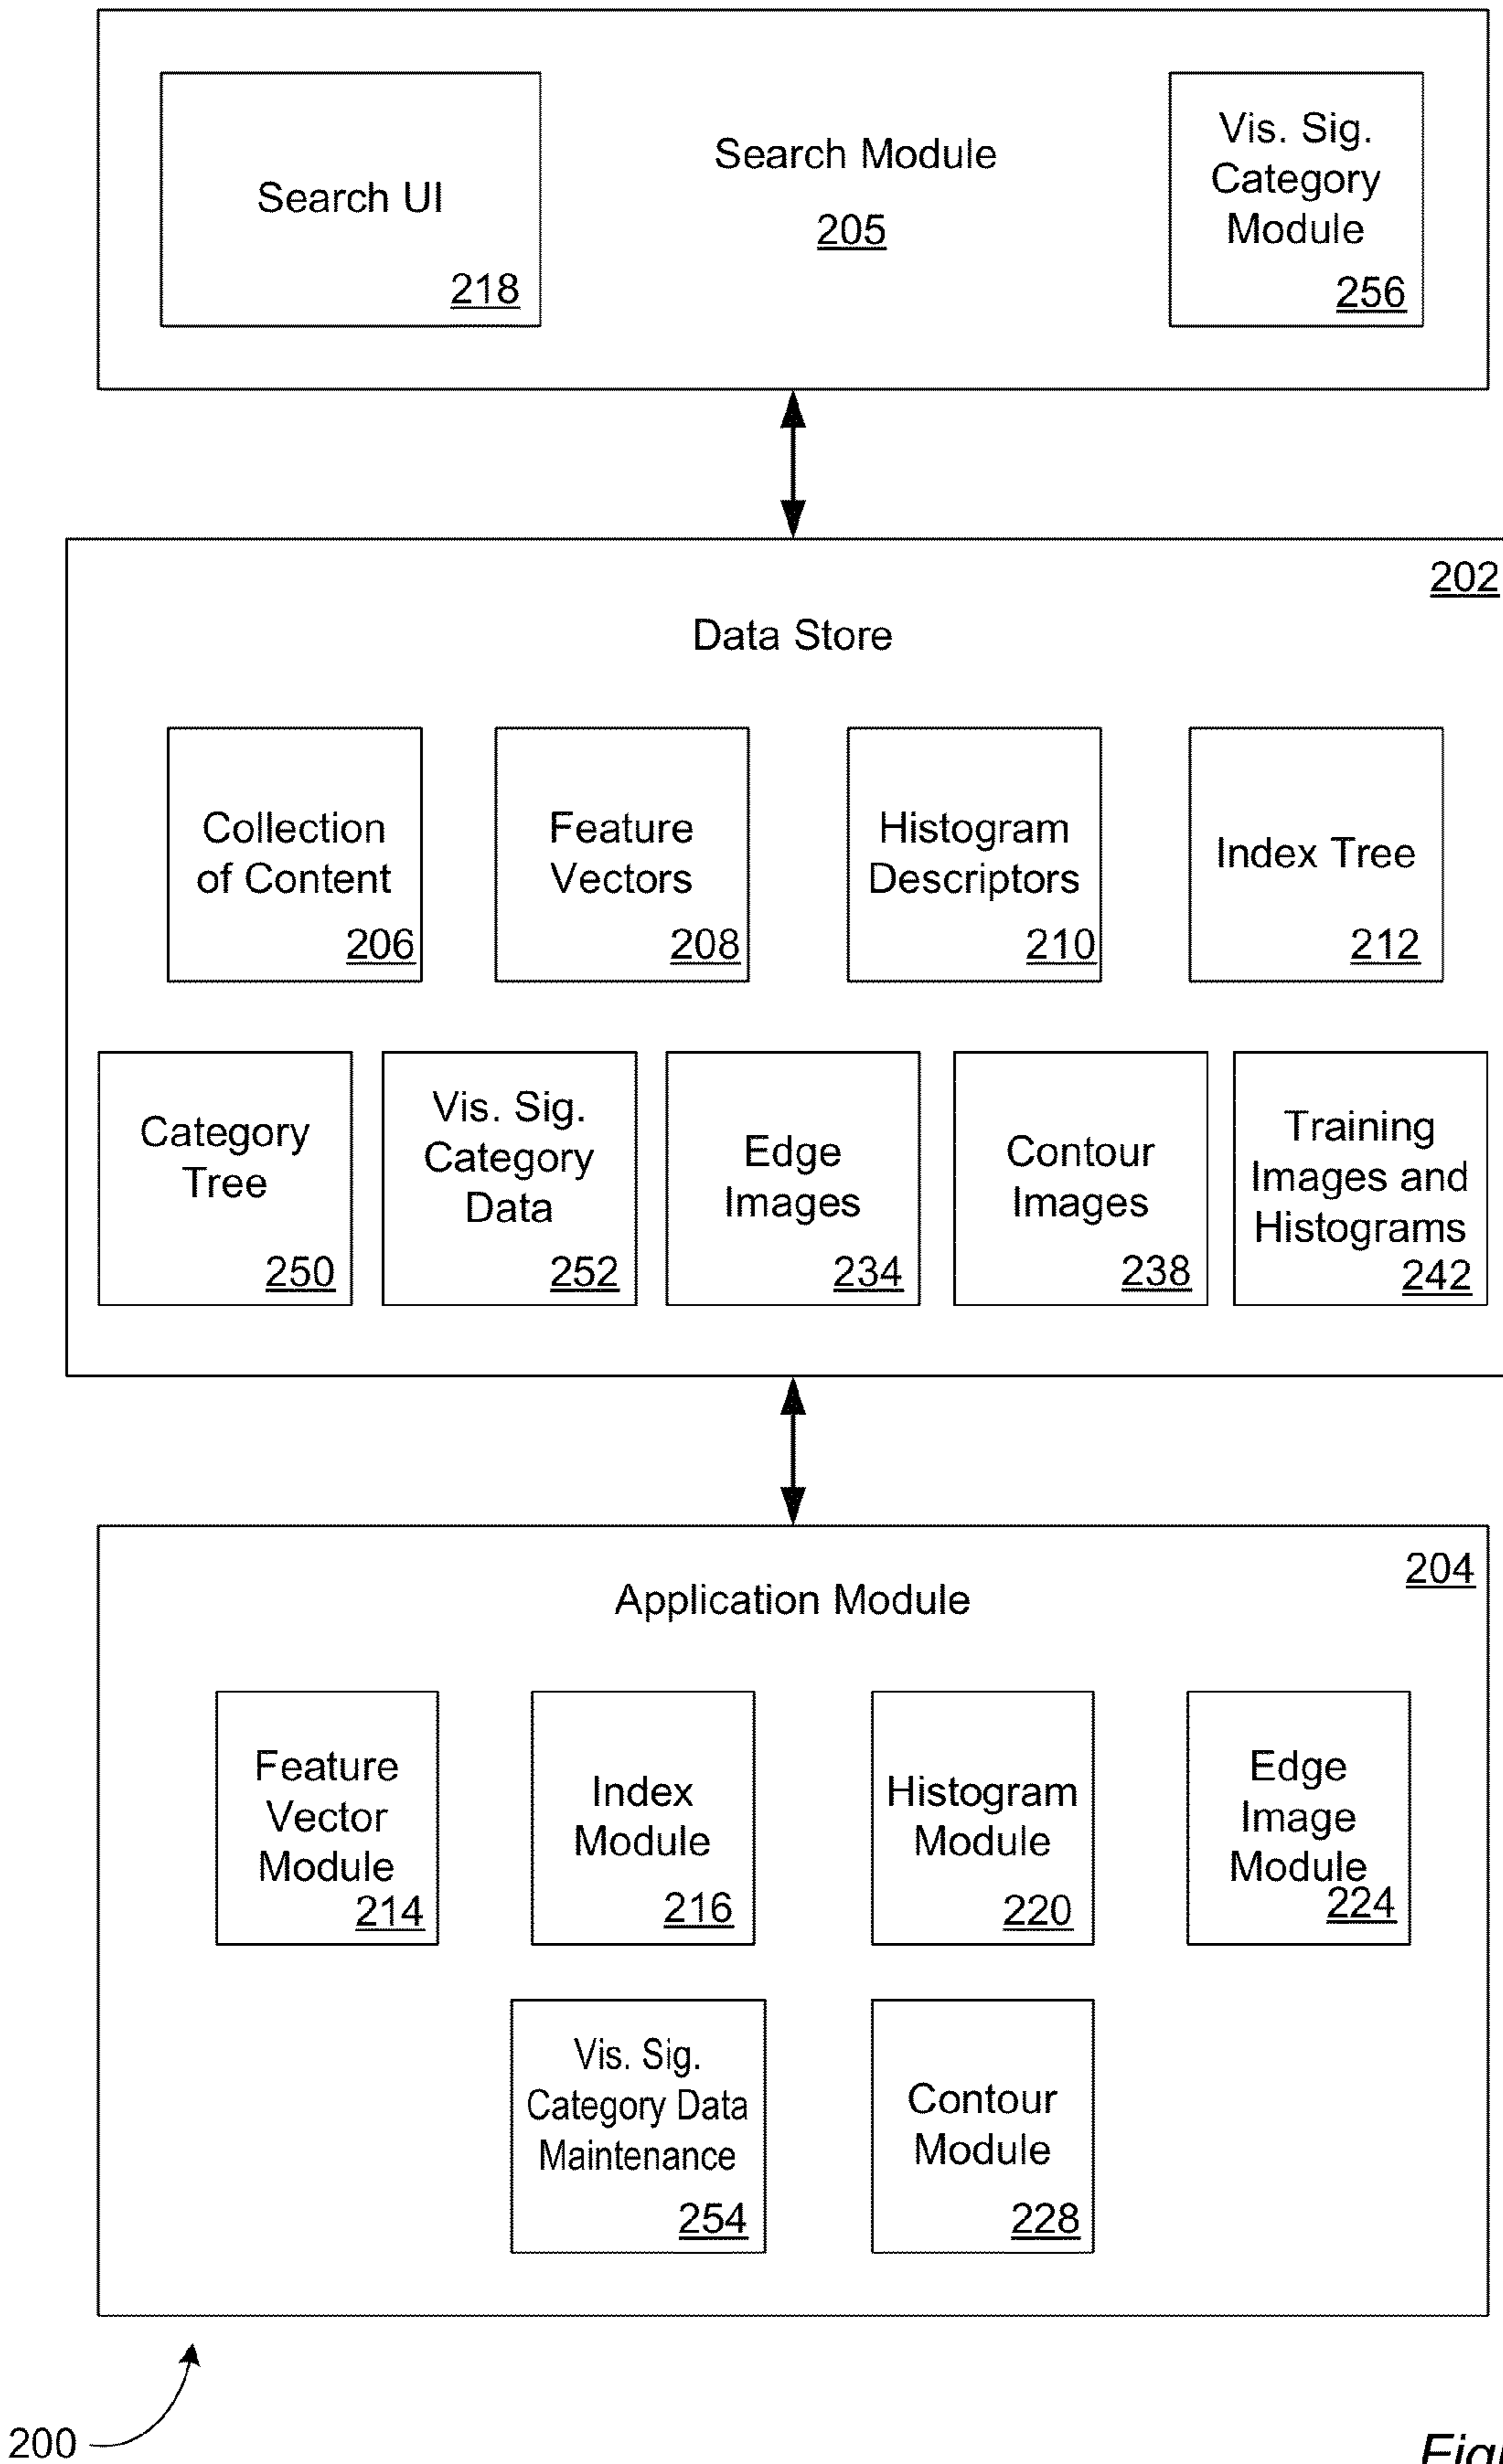 Search UI
218
Search Module
205
Vis. Sig.
Category
Module
256
202
Data Store
Collection
of Content
206
Feature
Vectors
208
Histogram
Descriptors
210
Index Tree
212
Category
Tree
250
Vis. Sig.
Category
Data
252
Edge
Images
234
Contour
Images
238
Training
Images and
Histograms
242
204
Application Module
Feature
Vector
Module
214
Index
Module
216
Histogram
Module
220
Edge
Image
Module
224
Vis. Sig.
Category Data
Maintenance
254
Contour
Module
228
200